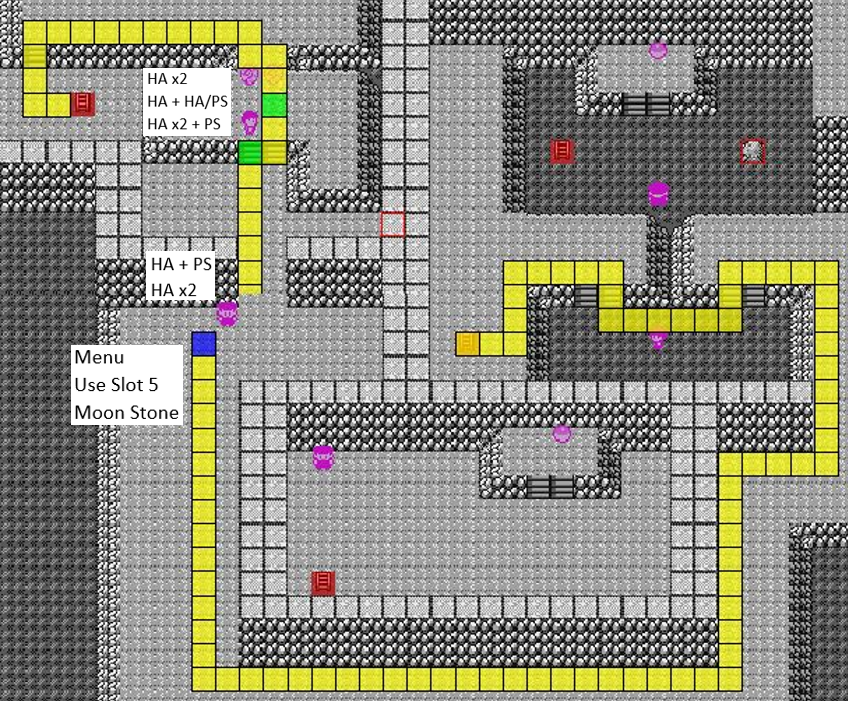 HA x2
HA + HA/PS
HA x2 + PS
HA + PS
HA x2
Menu
Use Slot 5
Moon Stone